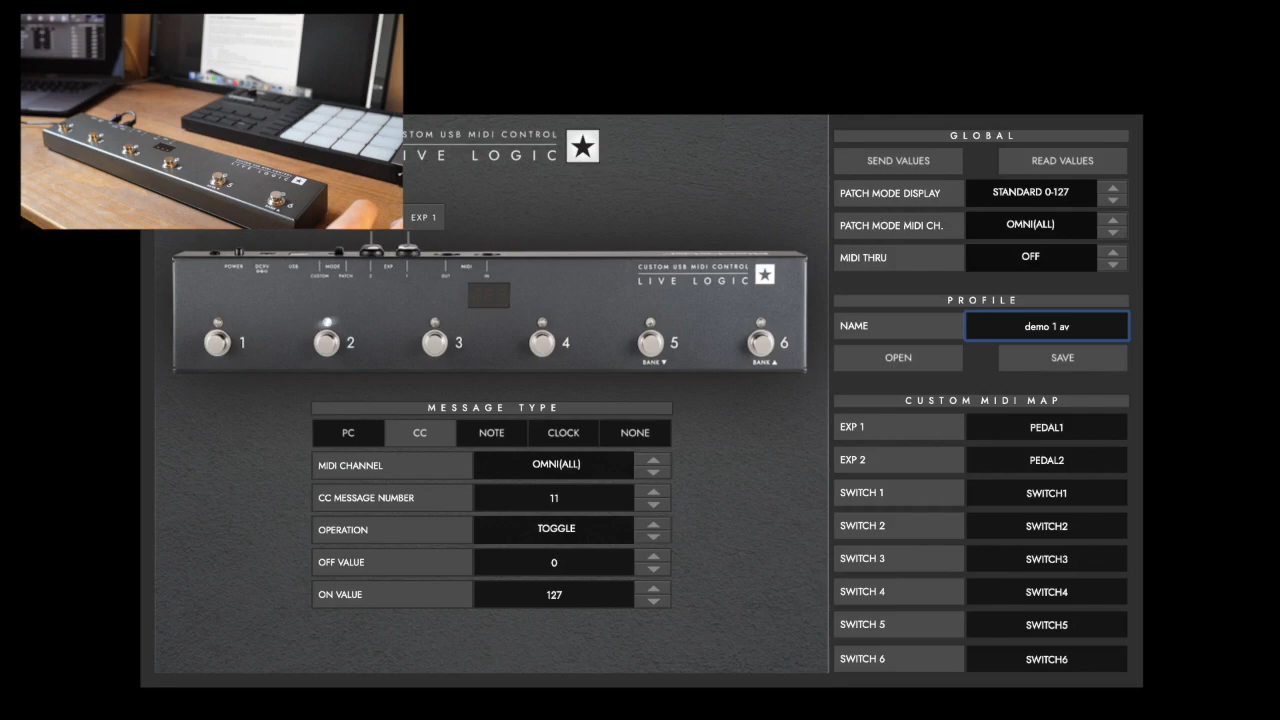 STOM USB MIDI CONTROL
IVE LOGIC
EXP 1
POWER DC9V USB MODE EXP MIDI
CUSTOM PATCH 2 1 OUT IN
CUSTOM USB MIDI CONTROL
LIVE LOGIC
1 2 3 4 5 6
BANK ▼ BANK ▲
MESSAGE TYPE
PC CC NOTE CLOCK NONE
MIDI CHANNEL OMNI(ALL)
CC MESSAGE NUMBER 11
OPERATION TOGGLE
OFF VALUE 0
ON VALUE 127
GLOBAL
SEND VALUES READ VALUES
PATCH MODE DISPLAY STANDARD 0-127
PATCH MODE MIDI CH. OMNI(ALL)
MIDI THRU OFF
PROFILE
NAME demo 1 av
OPEN SAVE
CUSTOM MIDI MAP
EXP 1 PEDAL1
EXP 2 PEDAL2
SWITCH 1 SWITCH1
SWITCH 2 SWITCH2
SWITCH 3 SWITCH3
SWITCH 4 SWITCH4
SWITCH 5 SWITCH5
SWITCH 6 SWITCH6